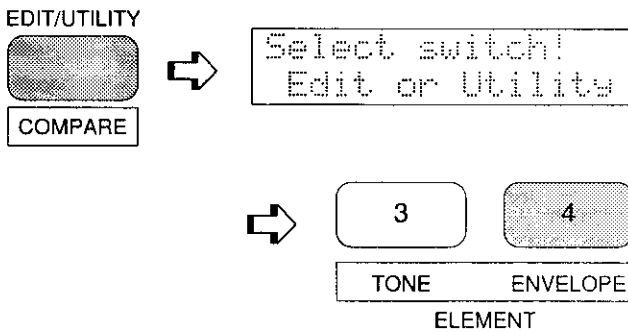 EDIT/UTILITY
Select switch!
Edit or Utility
COMPARE
3 4
TONE ENVELOPE
ELEMENT